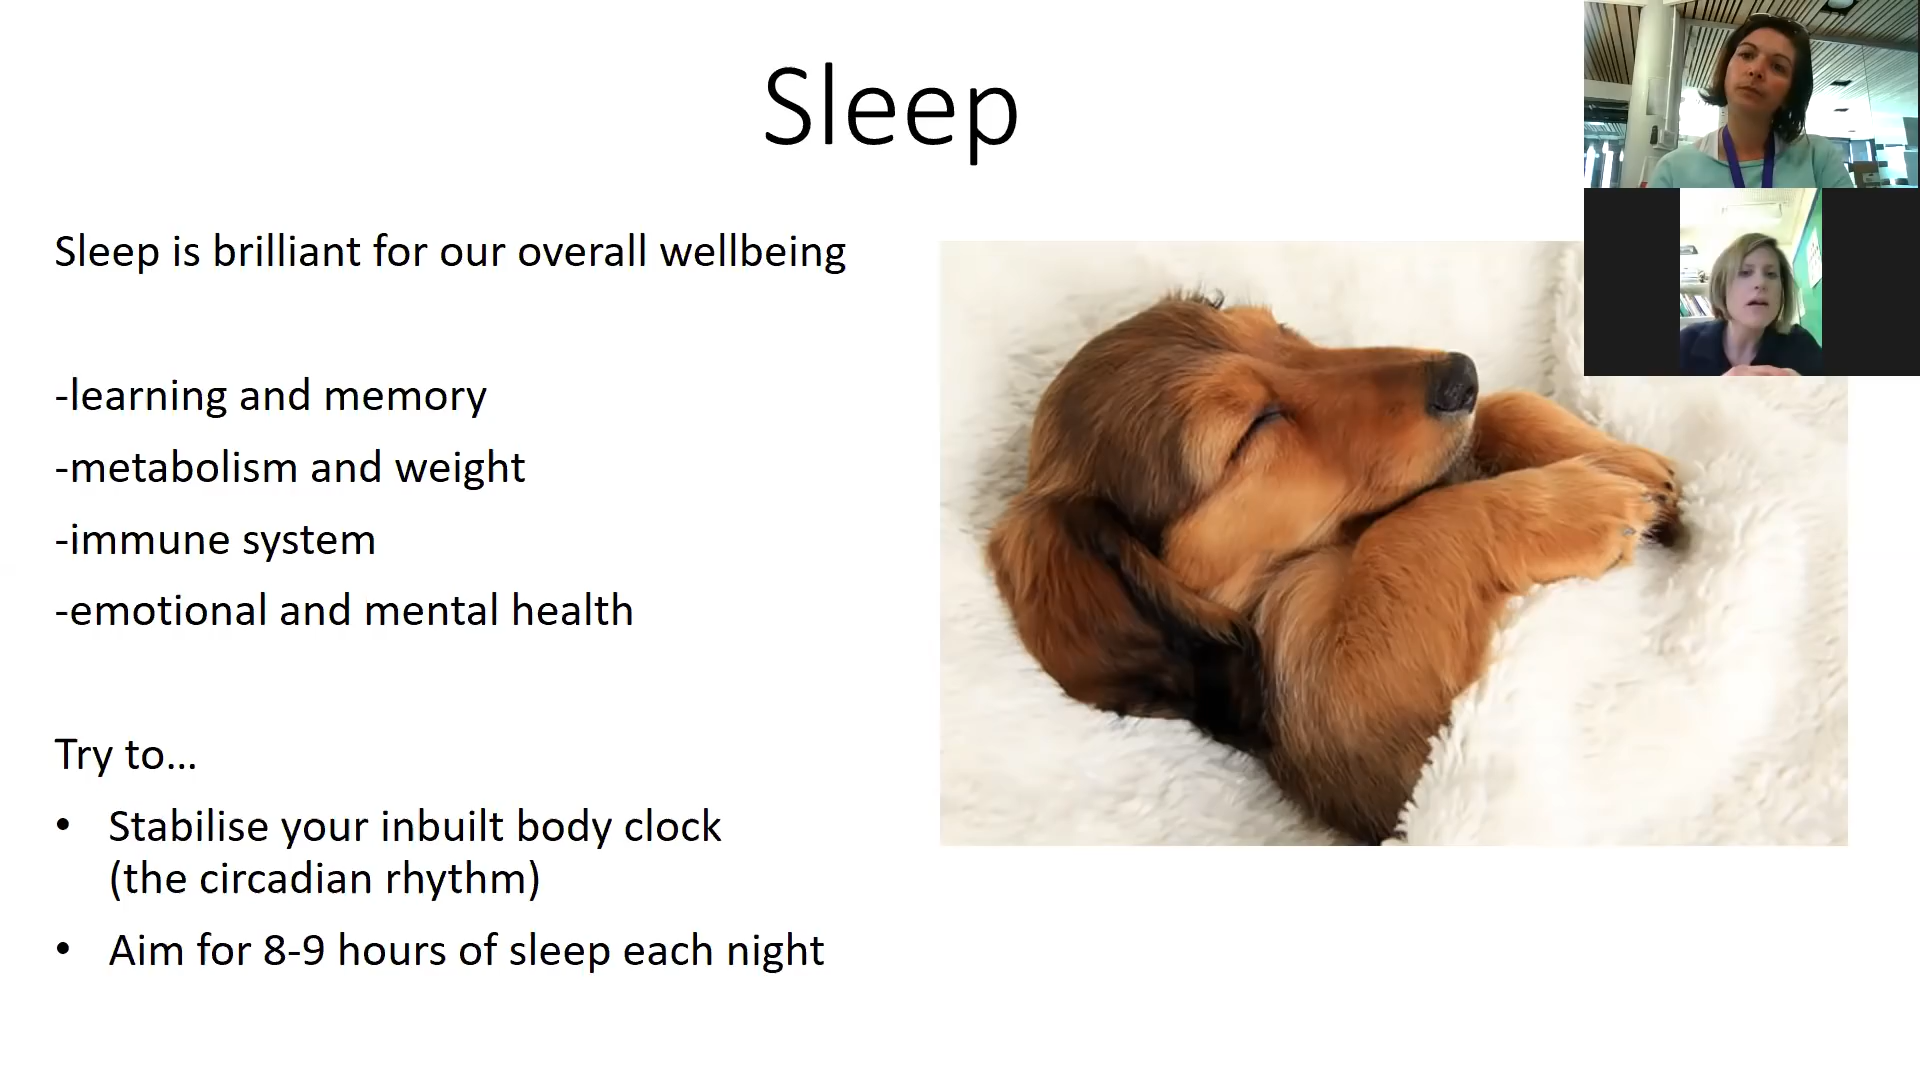 Sleep
Sleep is brilliant for our overall wellbeing
-learning and memory
-metabolism and weight
-immune system
-emotional and mental health
Try to...
• Stabilise your inbuilt body clock
(the circadian rhythm)
• Aim for 8-9 hours of sleep each night